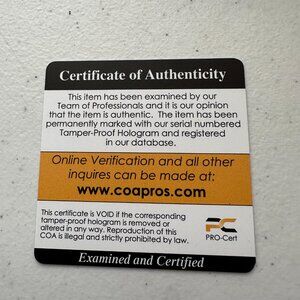 Certificate of Authenticity
This item has been examined by our
Team of Professionals and it is our opinion
that the item is authentic. The item has been
permanently marked with our serial numbered
Tamper-Proof Hologram and registered
in our database.
Online Verification and all other
inquires can be made at:
www.coapros.com
This certificate is VOID if the corresponding
tamper-proof hologram is removed or
altered in any way. Reproduction of this
COA is illegal and strictly prohibited by law.
PRO-Cert
Examined and Certified